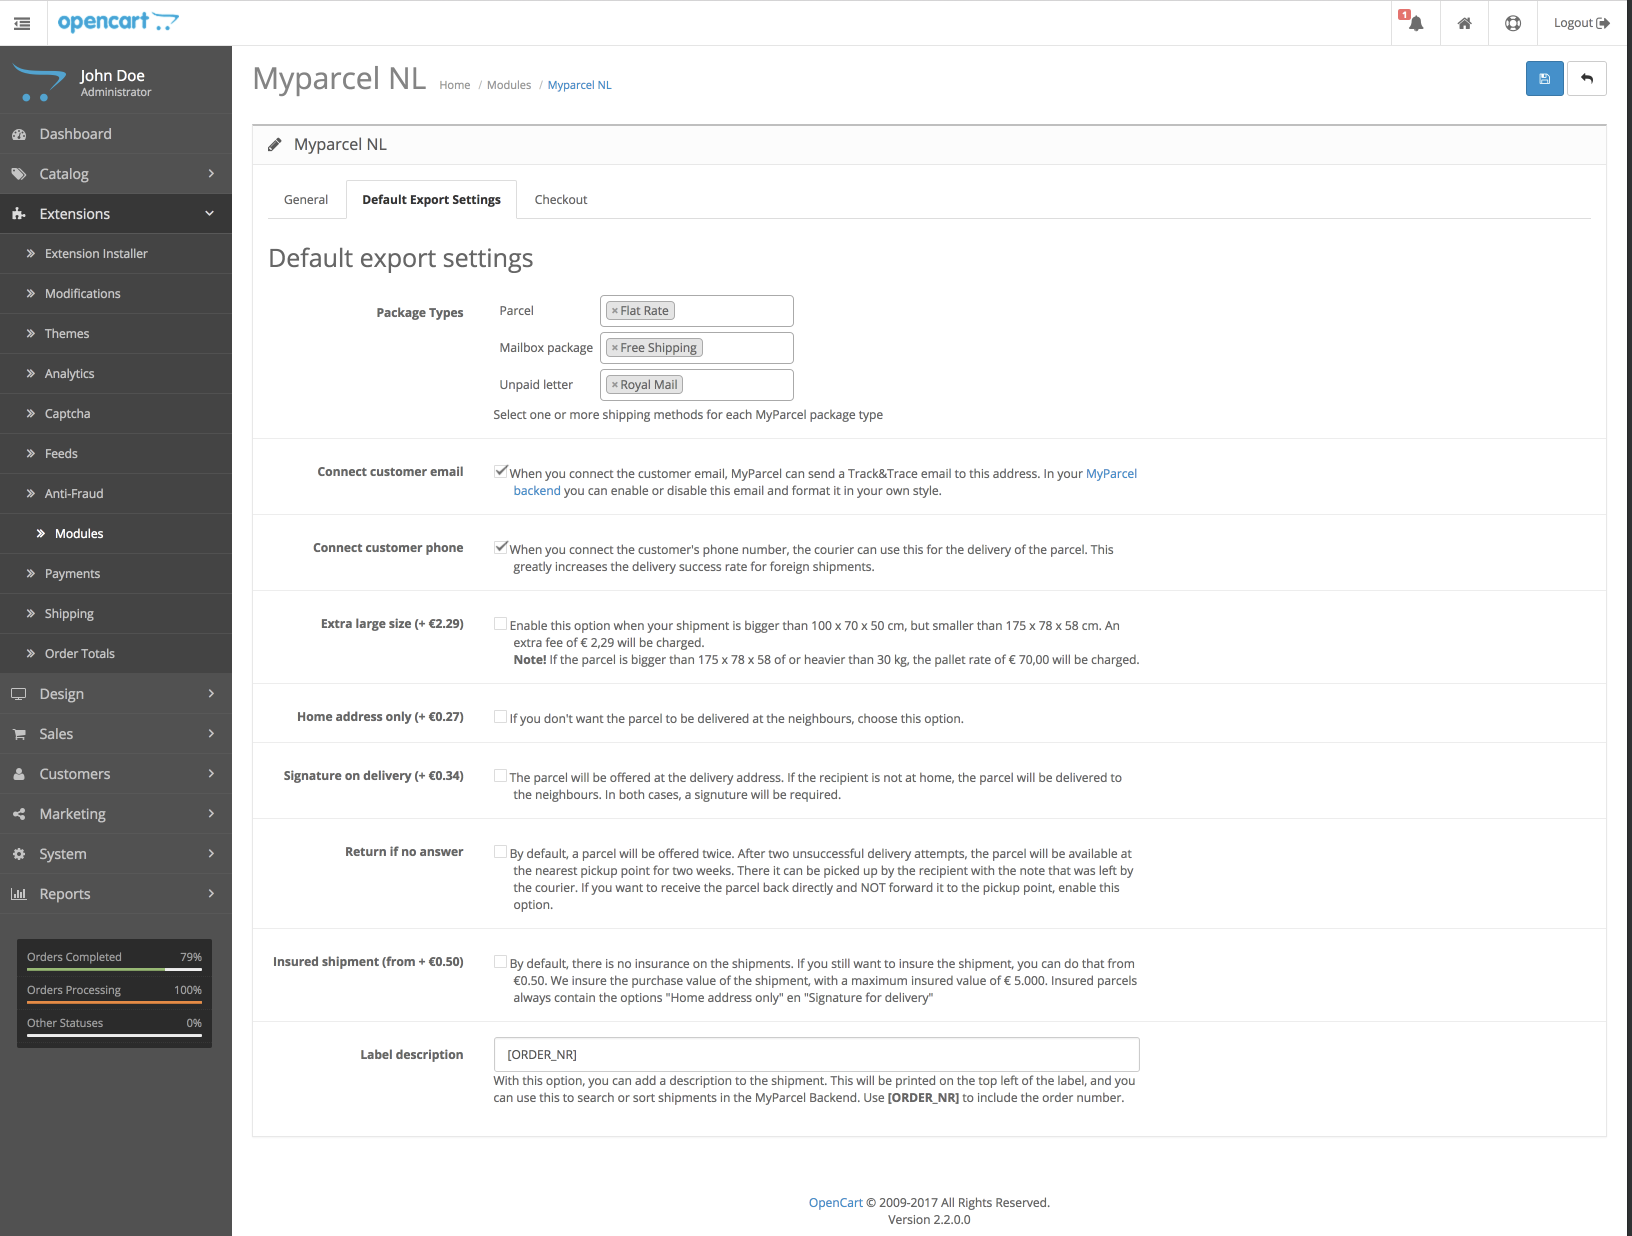 opencart
1
Logout
John Doe
Administrator
Dashboard
Catalog
Extensions
Extension Installer
Modifications
Themes
Analytics
Captcha
Feeds
Anti-Fraud
Modules
Payments
Shipping
Order Totals
Design
Sales
Customers
Marketing
System
Reports
Orders Completed 79%
Orders Processing 100%
Other Statuses 0%
Myparcel NL Home / Modules / Myparcel NL
Myparcel NL
General Default Export Settings Checkout
Default export settings
Package Types
Parcel × Flat Rate
Mailbox package × Free Shipping
Unpaid letter × Royal Mail
Select one or more shipping methods for each MyParcel package type
Connect customer email
When you connect the customer email, MyParcel can send a Track&Trace email to this address. In your MyParcel
backend you can enable or disable this email and format it in your own style.
Connect customer phone
When you connect the customer's phone number, the courier can use this for the delivery of the parcel. This
greatly increases the delivery success rate for foreign shipments.
Extra large size (+ €2.29)
Enable this option when your shipment is bigger than 100 x 70 x 50 cm, but smaller than 175 x 78 x 58 cm. An
extra fee of € 2,29 will be charged.
Note! If the parcel is bigger than 175 x 78 x 58 of or heavier than 30 kg, the pallet rate of € 70,00 will be charged.
Home address only (+ €0.27)
If you don't want the parcel to be delivered at the neighbours, choose this option.
Signature on delivery (+ €0.34)
The parcel will be offered at the delivery address. If the recipient is not at home, the parcel will be delivered to
the neighbours. In both cases, a signuture will be required.
Return if no answer
By default, a parcel will be offered twice. After two unsuccessful delivery attempts, the parcel will be available at
the nearest pickup point for two weeks. There it can be picked up by the recipient with the note that was left by
the courier. If you want to receive the parcel back directly and NOT forward it to the pickup point, enable this
option.
Insured shipment (from + €0.50)
By default, there is no insurance on the shipments. If you still want to insure the shipment, you can do that from
€0.50. We insure the purchase value of the shipment, with a maximum insured value of € 5.000. Insured parcels
always contain the options "Home address only" en "Signature for delivery"
Label description
[ORDER_NR]
With this option, you can add a description to the shipment. This will be printed on the top left of the label, and you
can use this to search or sort shipments in the MyParcel Backend. Use [ORDER_NR] to include the order number.
OpenCart © 2009-2017 All Rights Reserved.
Version 2.2.0.0